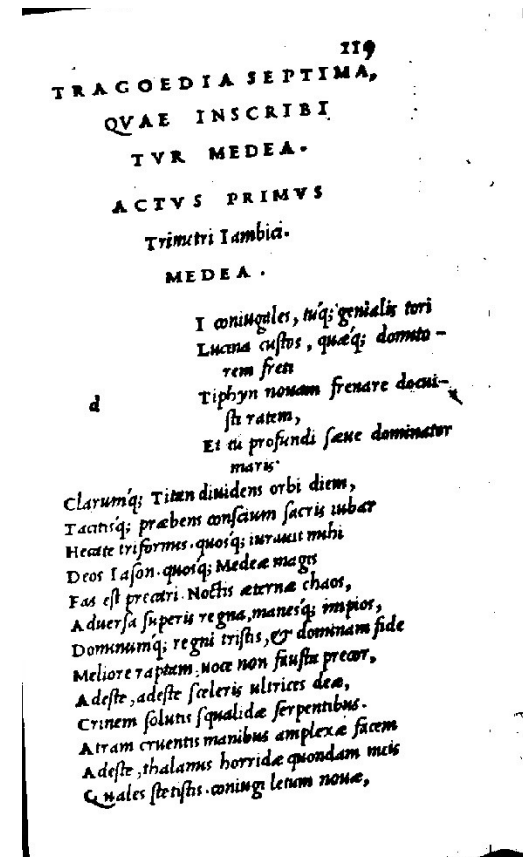 119
TRAGOEDIA SEPTIMA,
QVAE INSCRIBI
TVR MEDEA.
ACTVS PRIMVS
Trimetri Iambici.
MEDEA.
I coniugales, tuq́; genialis tori
Lucina custos, quæq́; domito-
rem freti
d
Tiphyn nouam frenare docui-
sti ratem,
Et tu profundi sæue dominator
maris.
Clarumq́; Titan diuidens orbi diem,
Tacitisq́; præbens conscium sacris iubar
Hecate triformis. quosq́; iurauit mihi
Deos Iason. quosq́; Medeæ magis
Fas est precari. Noctis æternæ chaos,
Aduersa superis regna, manesq́; impios,
Dominumq́; regni tristis, & dominam fide
Meliore raptam. uoce non fausta precor,
Adeste, adeste sceleris ultrices deæ,
Crinem solutis squalidæ serpentibus.
Atram cruentis manibus amplexæ facem
Adeste, thalamis horridæ quondam meis
Quales stetistis. coniugi letum nouæ,